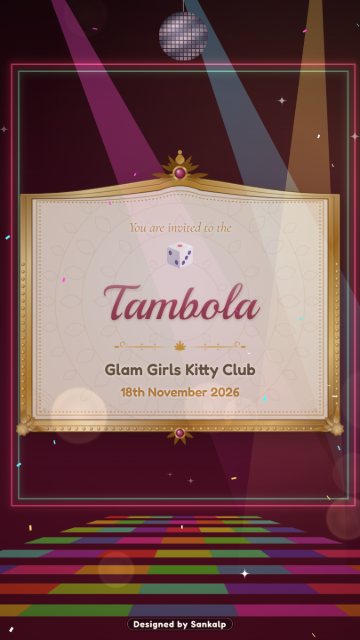 You are invited to the
Tambola
Glam Girls Kitty Club
18th November 2026
Designed by Sankalp